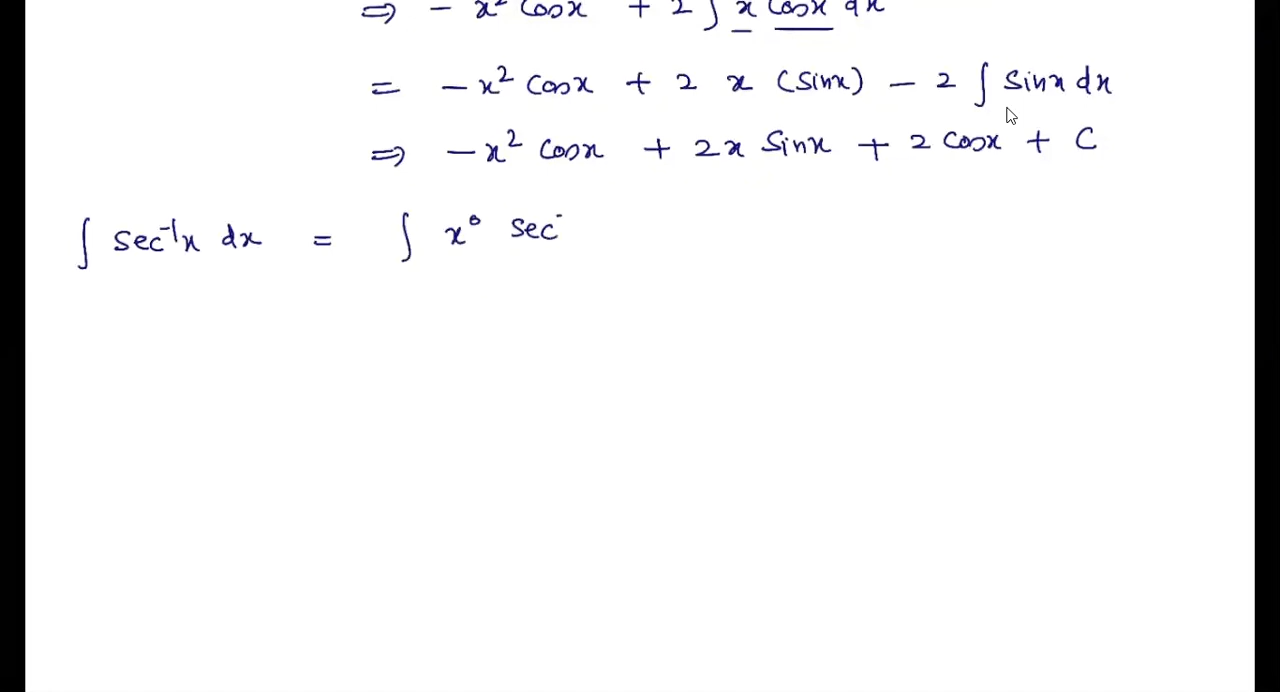 ⇒ - x² cosx + 2 ∫ x cosx dx
= - x² cosx + 2 x (sinx) - 2 ∫ sinx dx
⇒ - x² cosx + 2x sinx + 2 cosx + C
∫ sec⁻¹x dx = ∫ x⁰ sec⁻